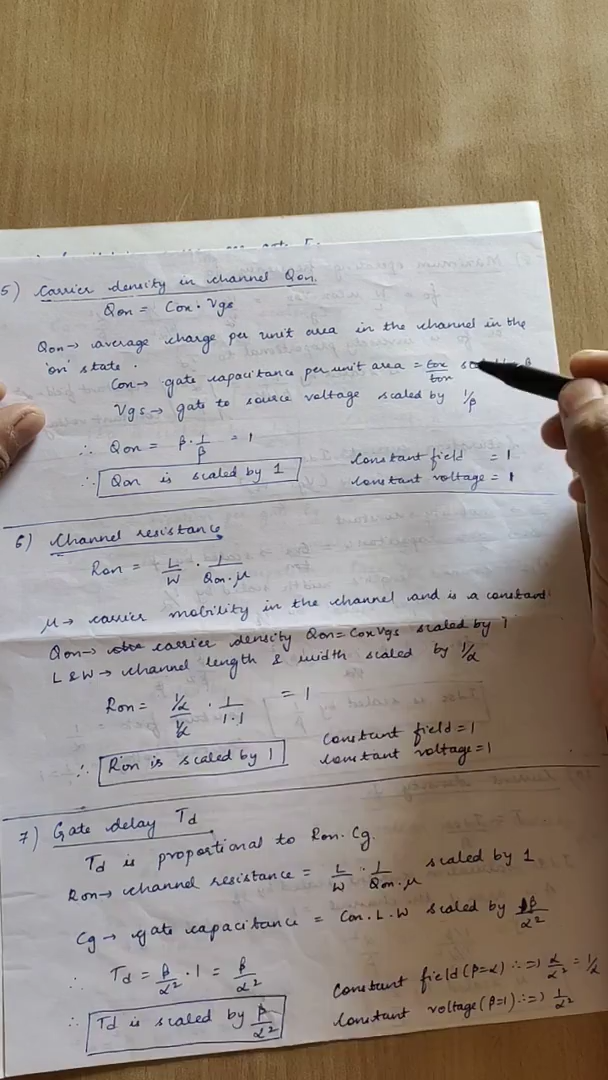 5) Carrier density in channel Qon.
Qon = Cox . Vgs
Qon → average charge per unit area in the channel in the
'on' state.
Cox → gate capacitance per unit area = εox/tox scaled by β
Vgs → gate to source voltage scaled by 1/β
∴ Qon = β . 1/β = 1
∴ Qon is scaled by 1
Constant field = 1
Constant voltage = 1
6) Channel resistance
Ron = L/W . 1/Qon.μ
μ → carrier mobility in the channel and is a constant
Qon → carrier density Qon = Cox Vgs scaled by 1
L & W → channel length & width scaled by 1/α
Ron = 1/α / 1/α . 1/1.1 = 1
∴ Ron is scaled by 1
Constant field = 1
Constant voltage = 1
7) Gate delay Td
Td is proportional to Ron . Cg.
Ron → channel resistance = L/W . 1/Qon.μ scaled by 1
Cg → gate capacitance = Cox . L . W scaled by β/α²
∴ Td = β/α² . 1 = β/α²
∴ Td is scaled by β/α²
Constant field (β=α) ∴ => α/α² = 1/α
Constant voltage (β=1) ∴ => 1/α²